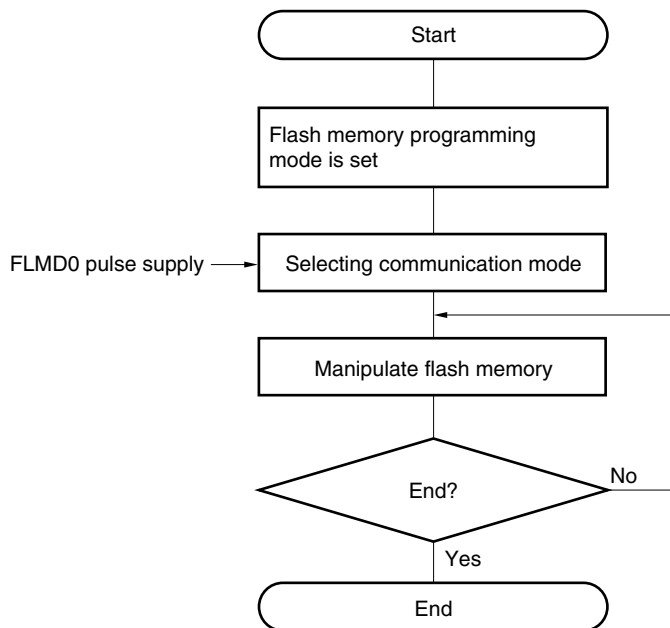 Start
Flash memory programming
mode is set
FLMD0 pulse supply
Selecting communication mode
Manipulate flash memory
End?
No
Yes
End